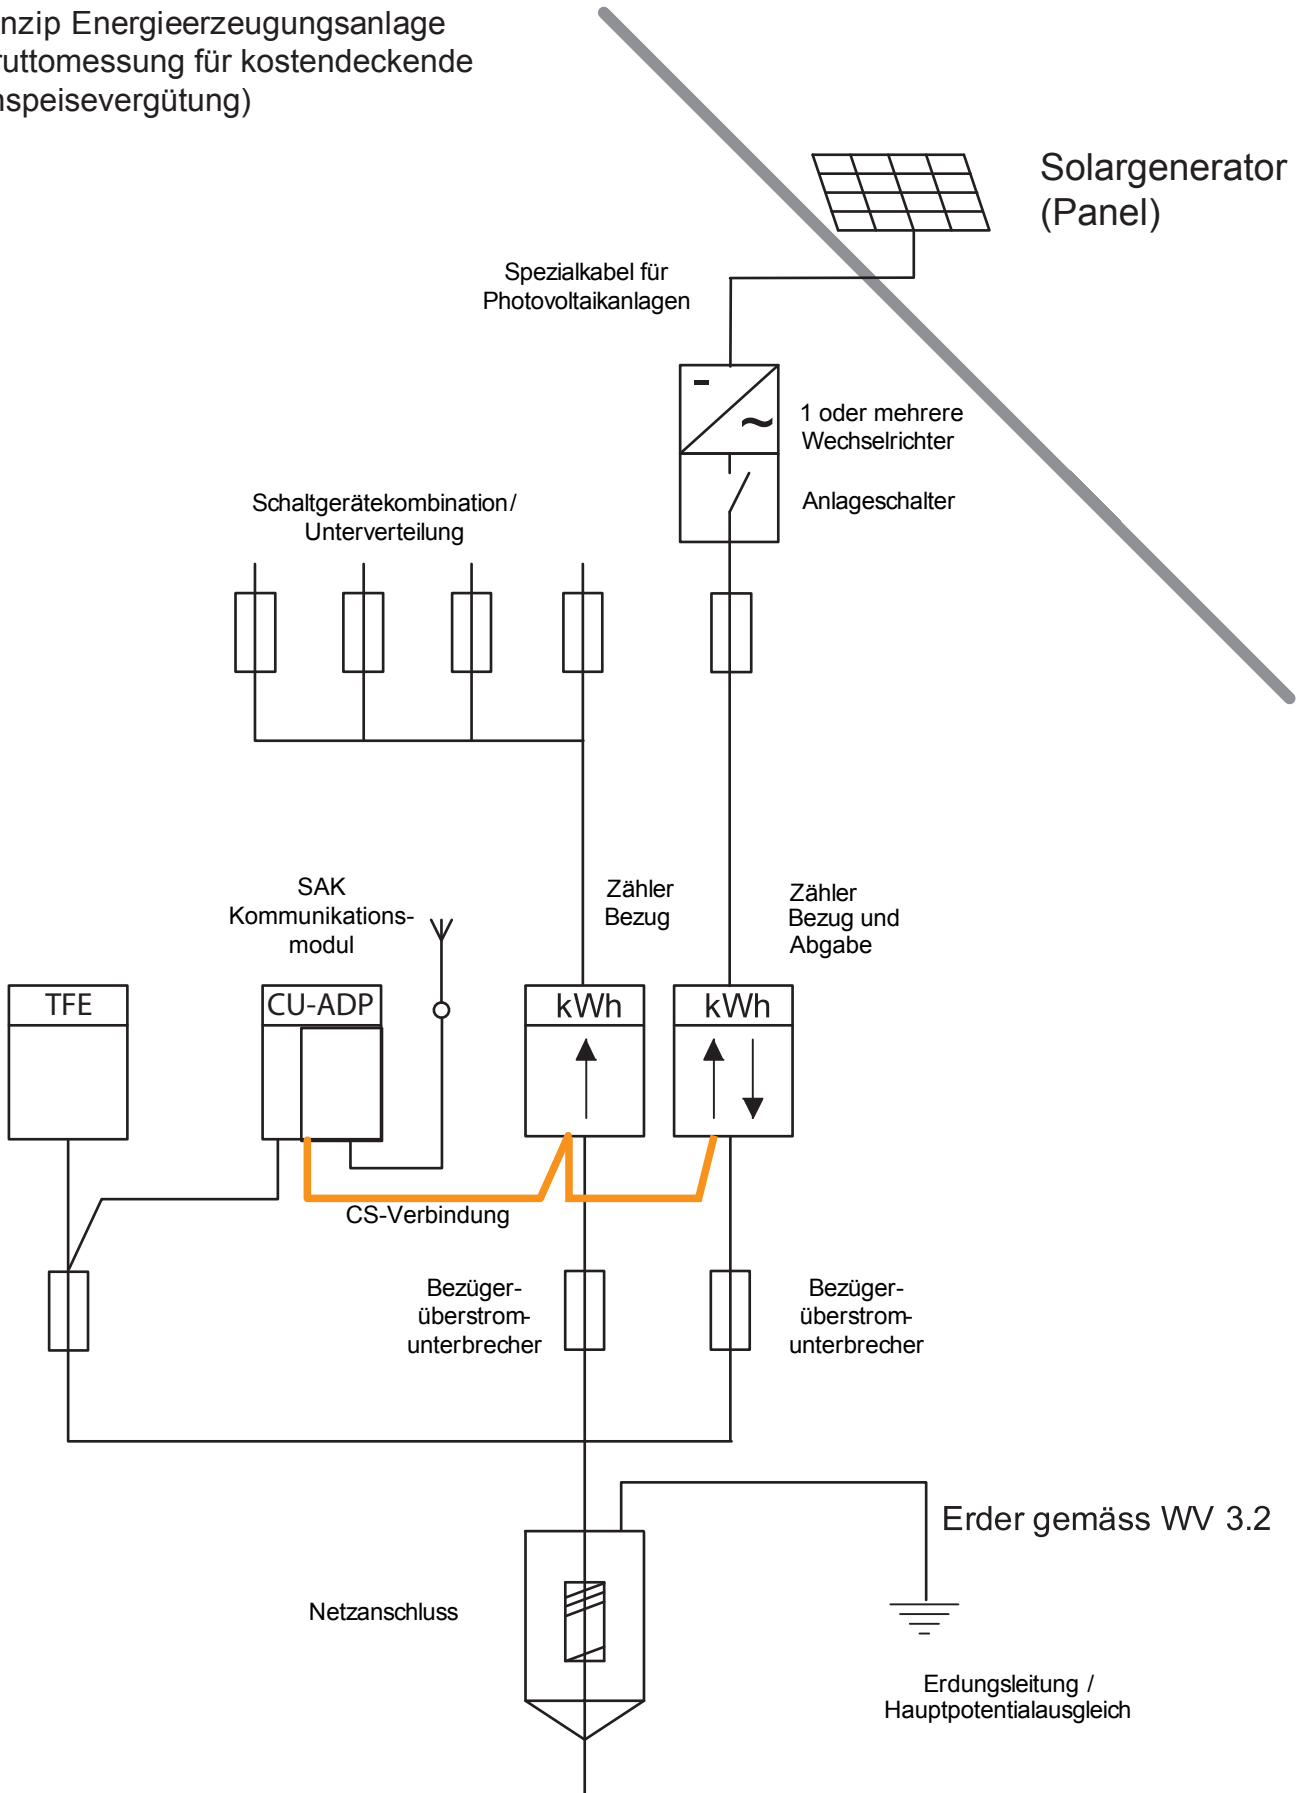 nzip Energieerzeugungsanlage
ruttomessung für kostendeckende
nspeisevergütung)
Solargenerator
(Panel)
Spezialkabel für
Photovoltaikanlagen
-
~
1 oder mehrere
Wechselrichter
Anlageschalter
Schaltgerätekombination/
Unterverteilung
SAK
Kommunikations-
modul
Zähler
Bezug
Zähler
Bezug und
Abgabe
TFE
CU-ADP
kWh
kWh
CS-Verbindung
Bezüger-
überstrom-
unterbrecher
Bezüger-
überstrom-
unterbrecher
Erder gemäss WV 3.2
Netzanschluss
Erdungsleitung /
Hauptpotentialausgleich